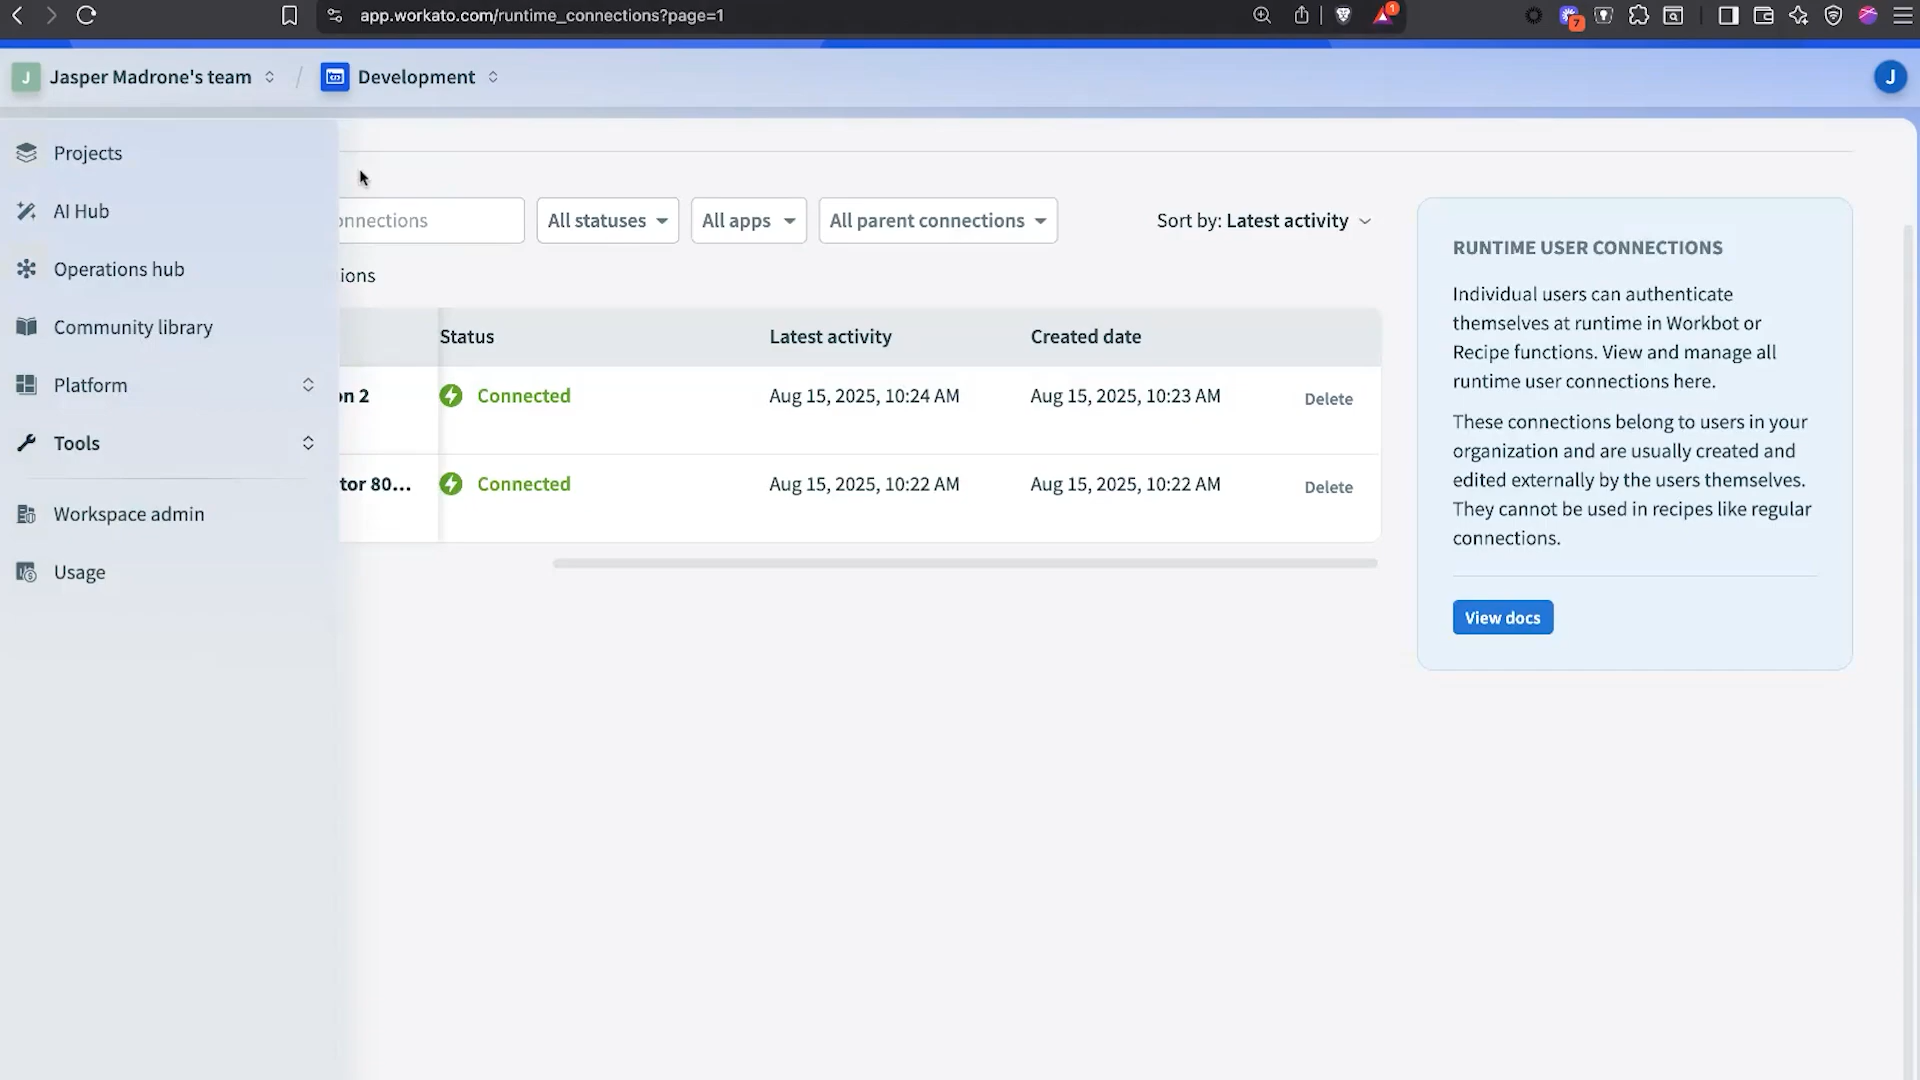 app.workato.com/runtime_connections?page=1
1
7
J Jasper Madrone's team / Development
J
Projects
AI Hub
Operations hub
Community library
Platform
Tools
Workspace admin
Usage
onnections
All statuses
All apps
All parent connections
Sort by: Latest activity
ions
Status Latest activity Created date
on 2 Connected Aug 15, 2025, 10:24 AM Aug 15, 2025, 10:23 AM Delete
tor 80... Connected Aug 15, 2025, 10:22 AM Aug 15, 2025, 10:22 AM Delete
RUNTIME USER CONNECTIONS
Individual users can authenticate
themselves at runtime in Workbot or
Recipe functions. View and manage all
runtime user connections here.
These connections belong to users in your
organization and are usually created and
edited externally by the users themselves.
They cannot be used in recipes like regular
connections.
View docs